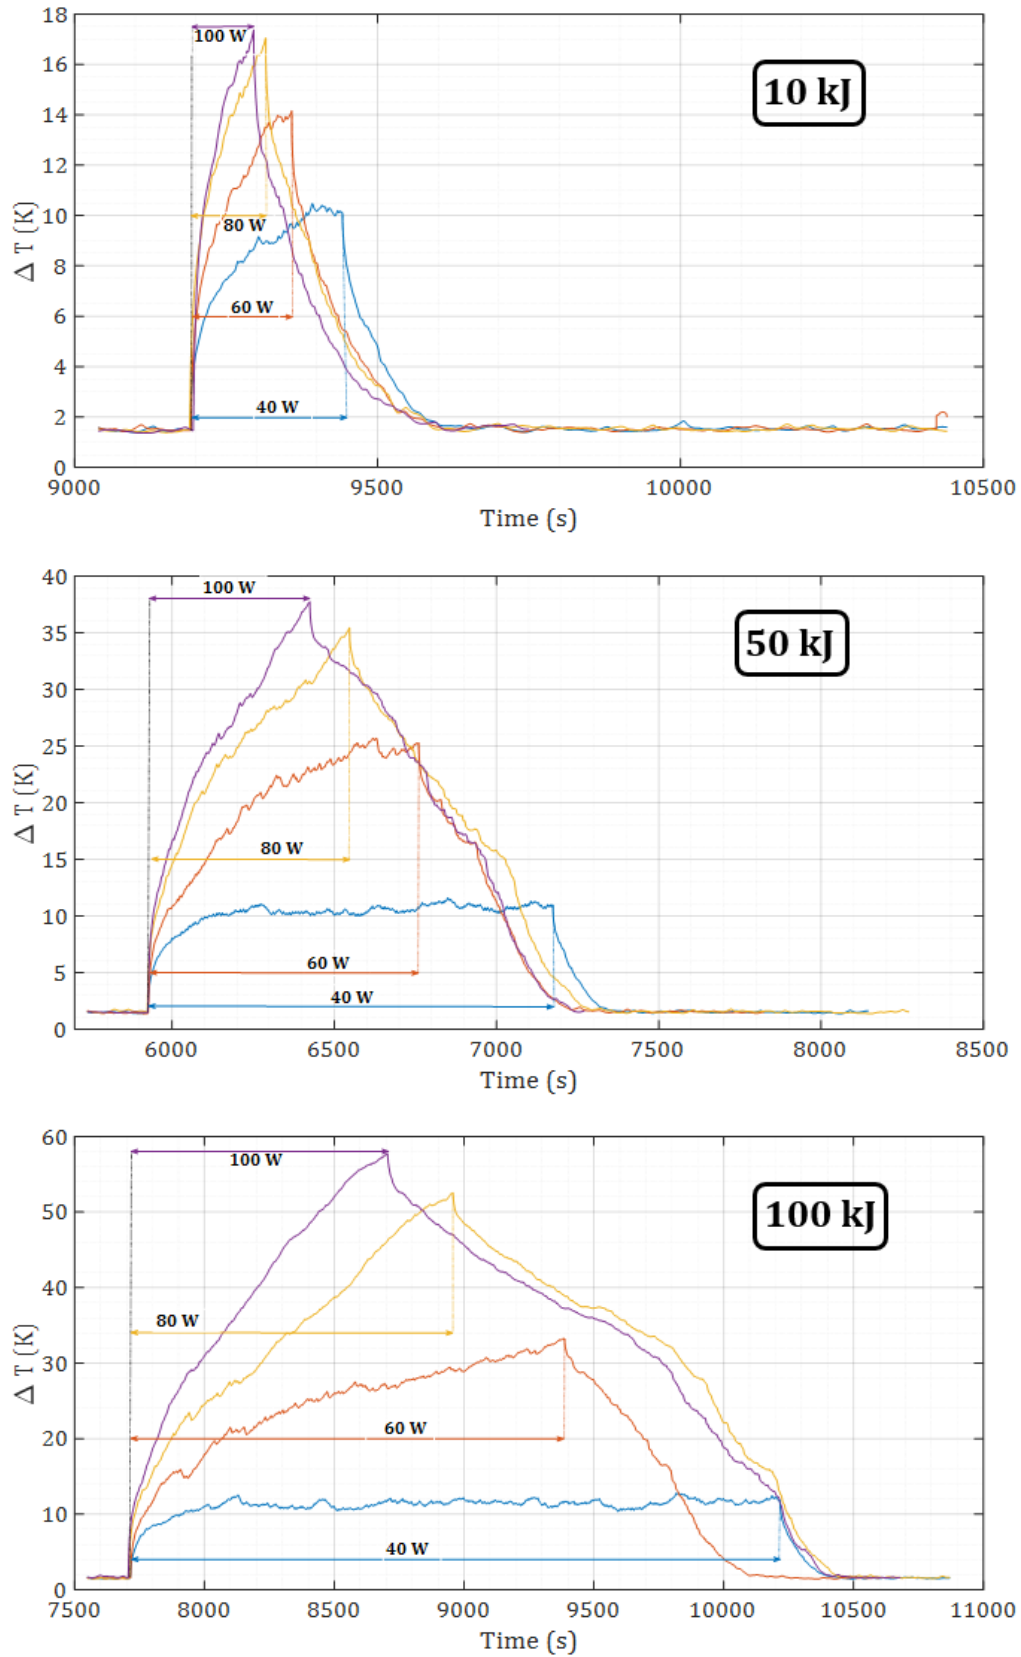 18
16
14
12
10
8
6
4
2
0
Δ T (K)
100 W
80 W
60 W
40 W
10 kJ
9000 9500 10000 10500
Time (s)
40
35
30
25
20
15
10
5
0
Δ T (K)
100 W
80 W
60 W
40 W
50 kJ
6000 6500 7000 7500 8000 8500
Time (s)
60
50
40
30
20
10
0
Δ T (K)
100 W
80 W
60 W
40 W
100 kJ
7500 8000 8500 9000 9500 10000 10500 11000
Time (s)